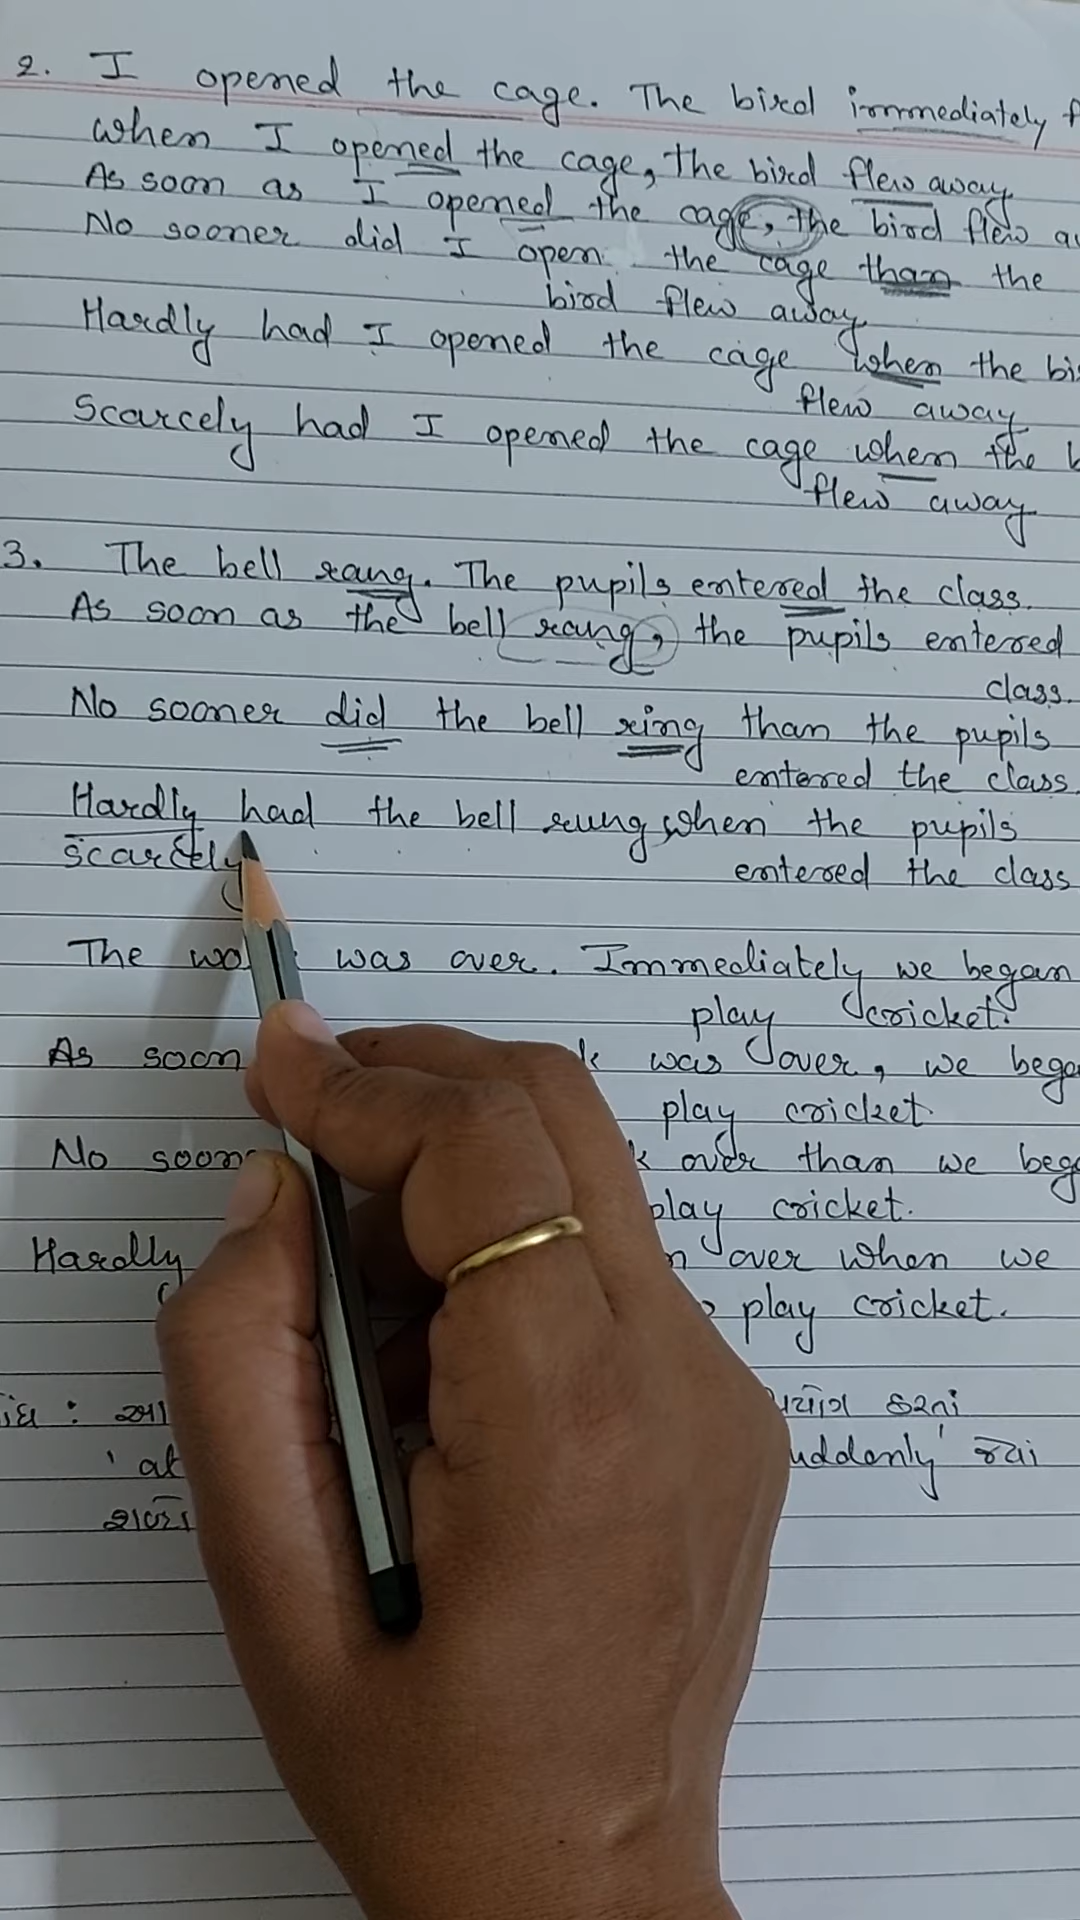 2. I opened the cage. The bird immediately
when I opened the cage, the bird flew away
As soon as I opened the cage, the bird flew
No sooner did I open the cage than the
bird flew away.
Hardly had I opened the cage when the
flew away
Scarcely had I opened the cage when the
flew away
3. The bell rang. The pupils entered the class.
As soon as the bell rang, the pupils entered
class.
No sooner did the bell ring than the pupils
entered the class.
Hardly had the bell rung when the pupils
scarcely
entered the class
The was over. Immediately we began
play cricket.
As soon was over, we
play cricket.
No over than we
play cricket.
Hardly over when we
play cricket.
કરતાં